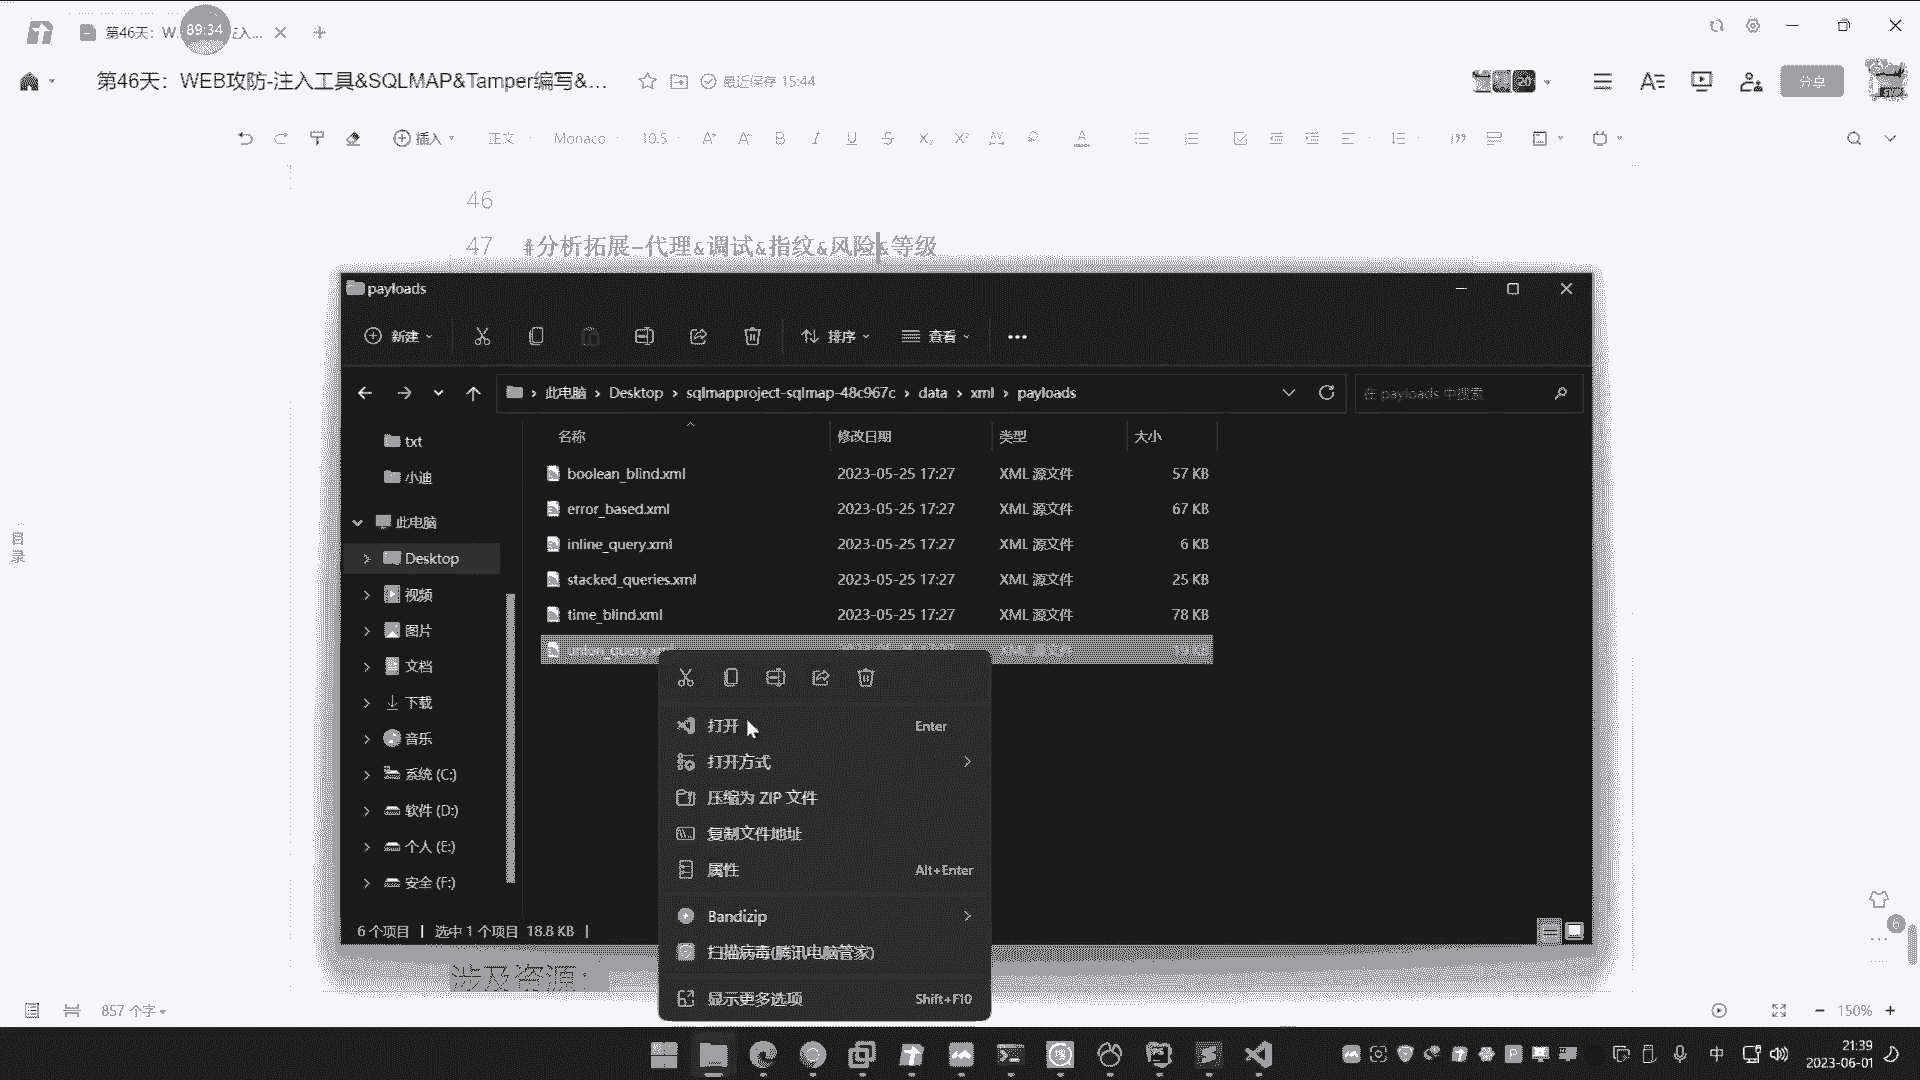 第46天：W
89:34
注入...
第46天：WEB攻防-注入工具&SQLMAP&Tamper编写&...
最近保存 15:44
20
分享
插入
正文
Monaco
10.5
46
47 #分析拓展-代理&调试&指纹&风险&等级
payloads
新建
排序
查看
此电脑 › Desktop › sqlmapproject-sqlmap-48c967c › data › xml › payloads
在 payloads 中搜索
名称 修改日期 类型 大小
txt
小迪
此电脑
Desktop
视频
图片
文档
下载
音乐
系统 (C:)
软件 (D:)
个人 (E:)
安全 (F:)
boolean_blind.xml 2023-05-25 17:27 XML 源文件 57 KB
error_based.xml 2023-05-25 17:27 XML 源文件 67 KB
inline_query.xml 2023-05-25 17:27 XML 源文件 6 KB
stacked_queries.xml 2023-05-25 17:27 XML 源文件 25 KB
time_blind.xml 2023-05-25 17:27 XML 源文件 78 KB
union_query.xml XML 源文件 19 KB
打开 Enter
打开方式
压缩为 ZIP 文件
复制文件地址
属性 Alt+Enter
Bandizip
扫描病毒(腾讯电脑管家)
显示更多选项 Shift+F10
6 个项目 | 选中 1 个项目 18.8 KB |
目录
涉及资源：
6
857 个字
150%
中
21:39
2023-06-01